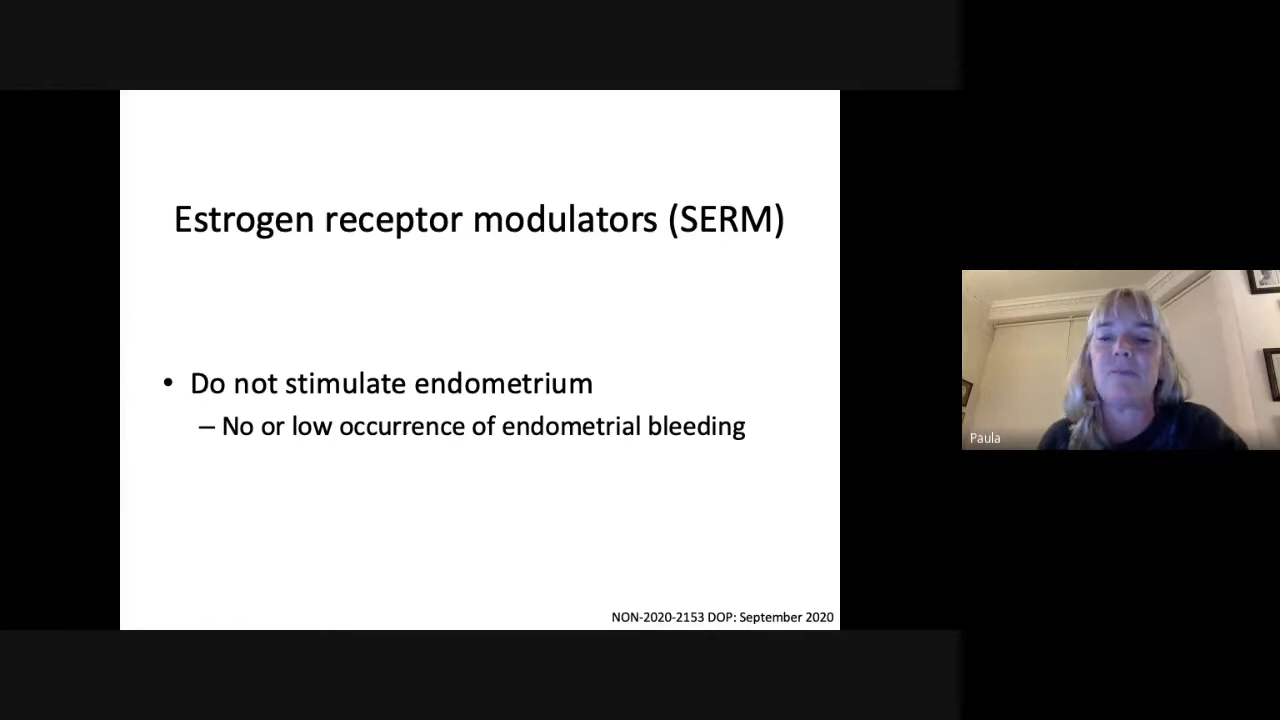 Estrogen receptor modulators (SERM)
• Do not stimulate endometrium
– No or low occurrence of endometrial bleeding
NON-2020-2153 DOP: September 2020
Paula